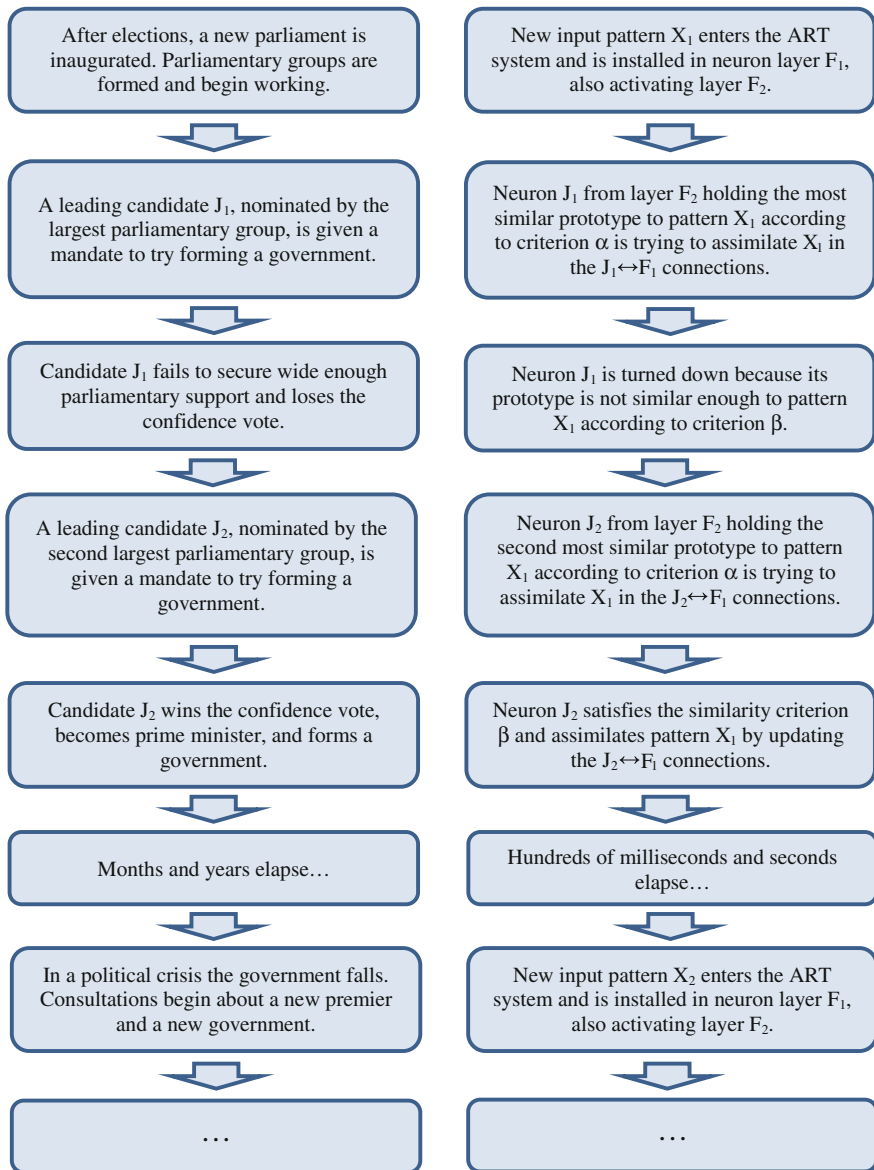 After elections, a new parliament is
inaugurated. Parliamentary groups are
formed and begin working.
A leading candidate J₁, nominated by the
largest parliamentary group, is given a
mandate to try forming a government.
Candidate J₁ fails to secure wide enough
parliamentary support and loses the
confidence vote.
A leading candidate J₂, nominated by the
second largest parliamentary group, is
given a mandate to try forming a
government.
Candidate J₂ wins the confidence vote,
becomes prime minister, and forms a
government.
Months and years elapse…
In a political crisis the government falls.
Consultations begin about a new premier
and a new government.
…
New input pattern X₁ enters the ART
system and is installed in neuron layer F₁,
also activating layer F₂.
Neuron J₁ from layer F₂ holding the most
similar prototype to pattern X₁ according
to criterion α is trying to assimilate X₁ in
the J₁↔F₁ connections.
Neuron J₁ is turned down because its
prototype is not similar enough to pattern
X₁ according to criterion β.
Neuron J₂ from layer F₂ holding the
second most similar prototype to pattern
X₁ according to criterion α is trying to
assimilate X₁ in the J₂↔F₁ connections.
Neuron J₂ satisfies the similarity criterion
β and assimilates pattern X₁ by updating
the J₂↔F₁ connections.
Hundreds of milliseconds and seconds
elapse…
New input pattern X₂ enters the ART
system and is installed in neuron layer F₁,
also activating layer F₂.
…